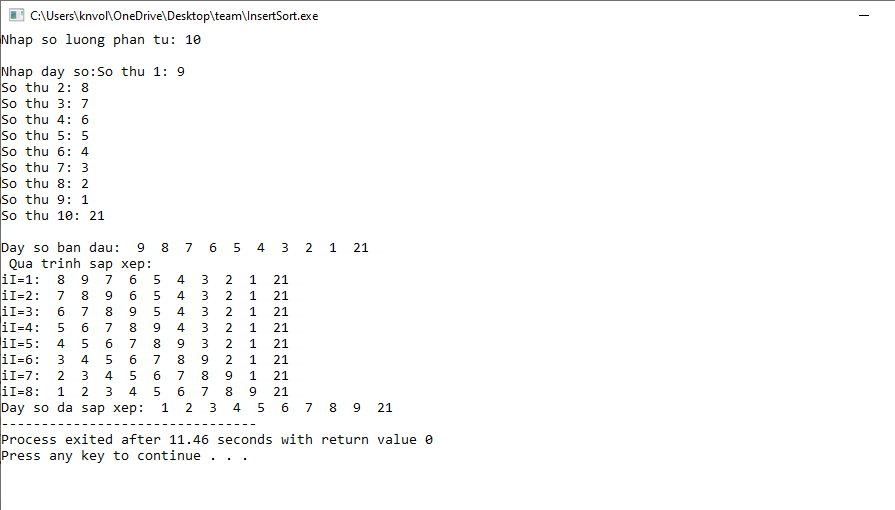 C:\Users\knvol\OneDrive\Desktop\team\InsertSort.exe
Nhap so luong phan tu: 10
Nhap day so:So thu 1: 9
So thu 2: 8
So thu 3: 7
So thu 4: 6
So thu 5: 5
So thu 6: 4
So thu 7: 3
So thu 8: 2
So thu 9: 1
So thu 10: 21
Day so ban dau:  9  8  7  6  5  4  3  2  1  21
 Qua trinh sap xep:
iI=1:  8  9  7  6  5  4  3  2  1  21
iI=2:  7  8  9  6  5  4  3  2  1  21
iI=3:  6  7  8  9  5  4  3  2  1  21
iI=4:  5  6  7  8  9  4  3  2  1  21
iI=5:  4  5  6  7  8  9  3  2  1  21
iI=6:  3  4  5  6  7  8  9  2  1  21
iI=7:  2  3  4  5  6  7  8  9  1  21
iI=8:  1  2  3  4  5  6  7  8  9  21
Day so da sap xep:  1  2  3  4  5  6  7  8  9  21
--------------------------------
Process exited after 11.46 seconds with return value 0
Press any key to continue . . .